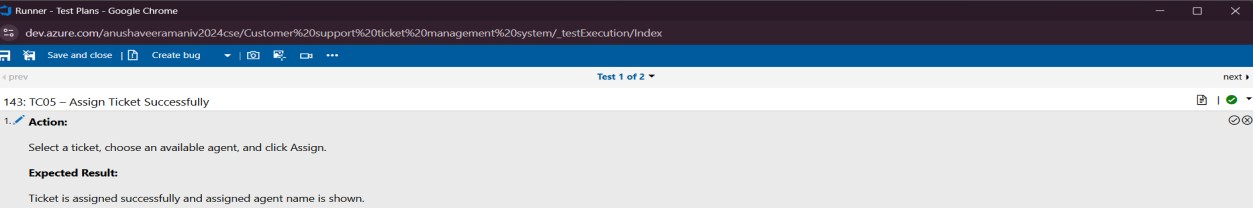 Runner - Test Plans - Google Chrome
dev.azure.com/anushaveeramaniv2024cse/Customer%20support%20ticket%20management%20system/_testExecution/Index
Save and close | Create bug
prev Test 1 of 2 next
143: TC05 – Assign Ticket Successfully
1. Action:
Select a ticket, choose an available agent, and click Assign.
Expected Result:
Ticket is assigned successfully and assigned agent name is shown.